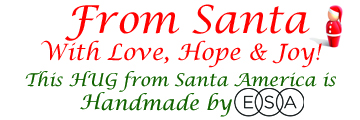 From Santa
With Love, Hope & Joy!
This HUG from Santa America is
Handmade by ESA